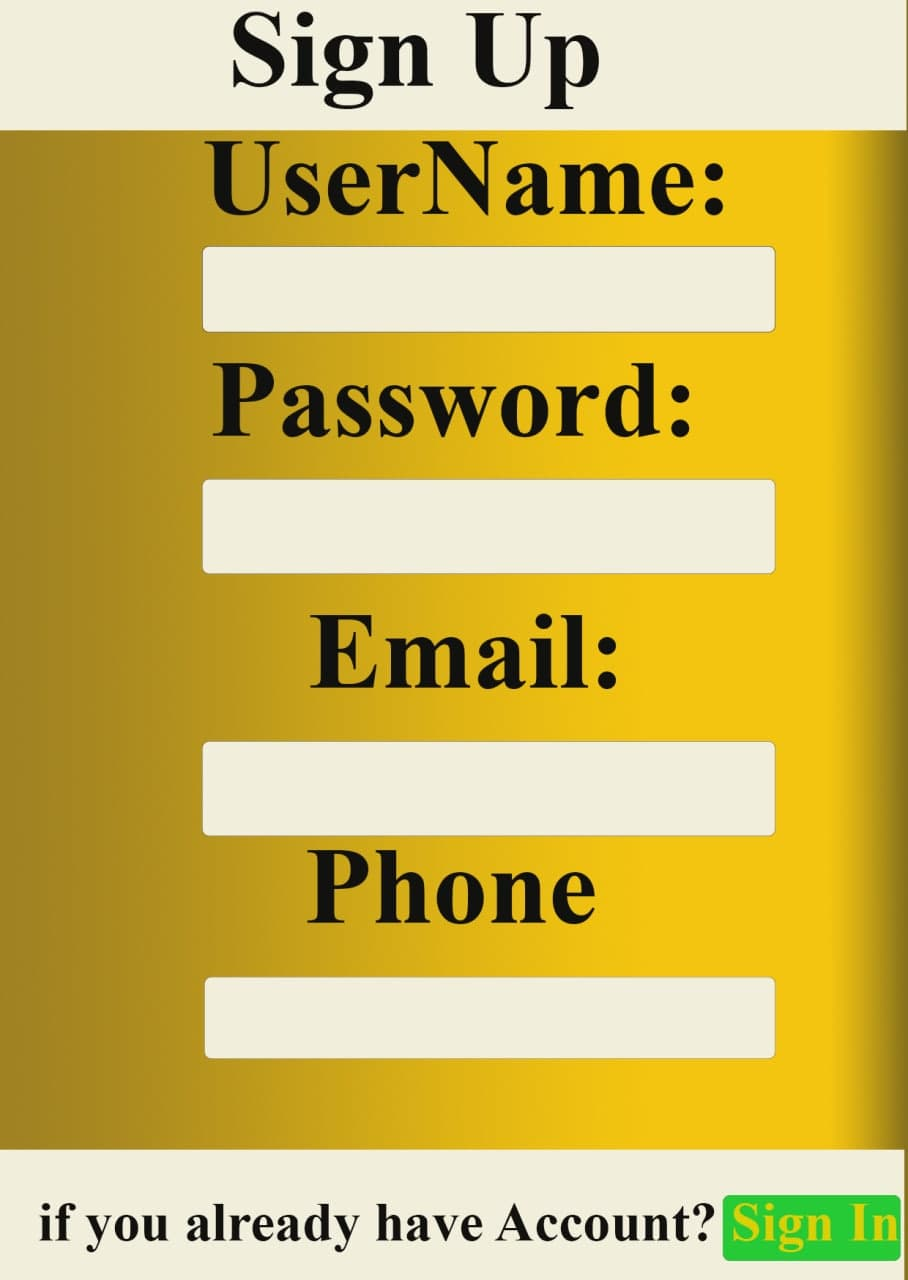 Sign Up
UserName:
Password:
Email:
Phone
if you already have Account? Sign In